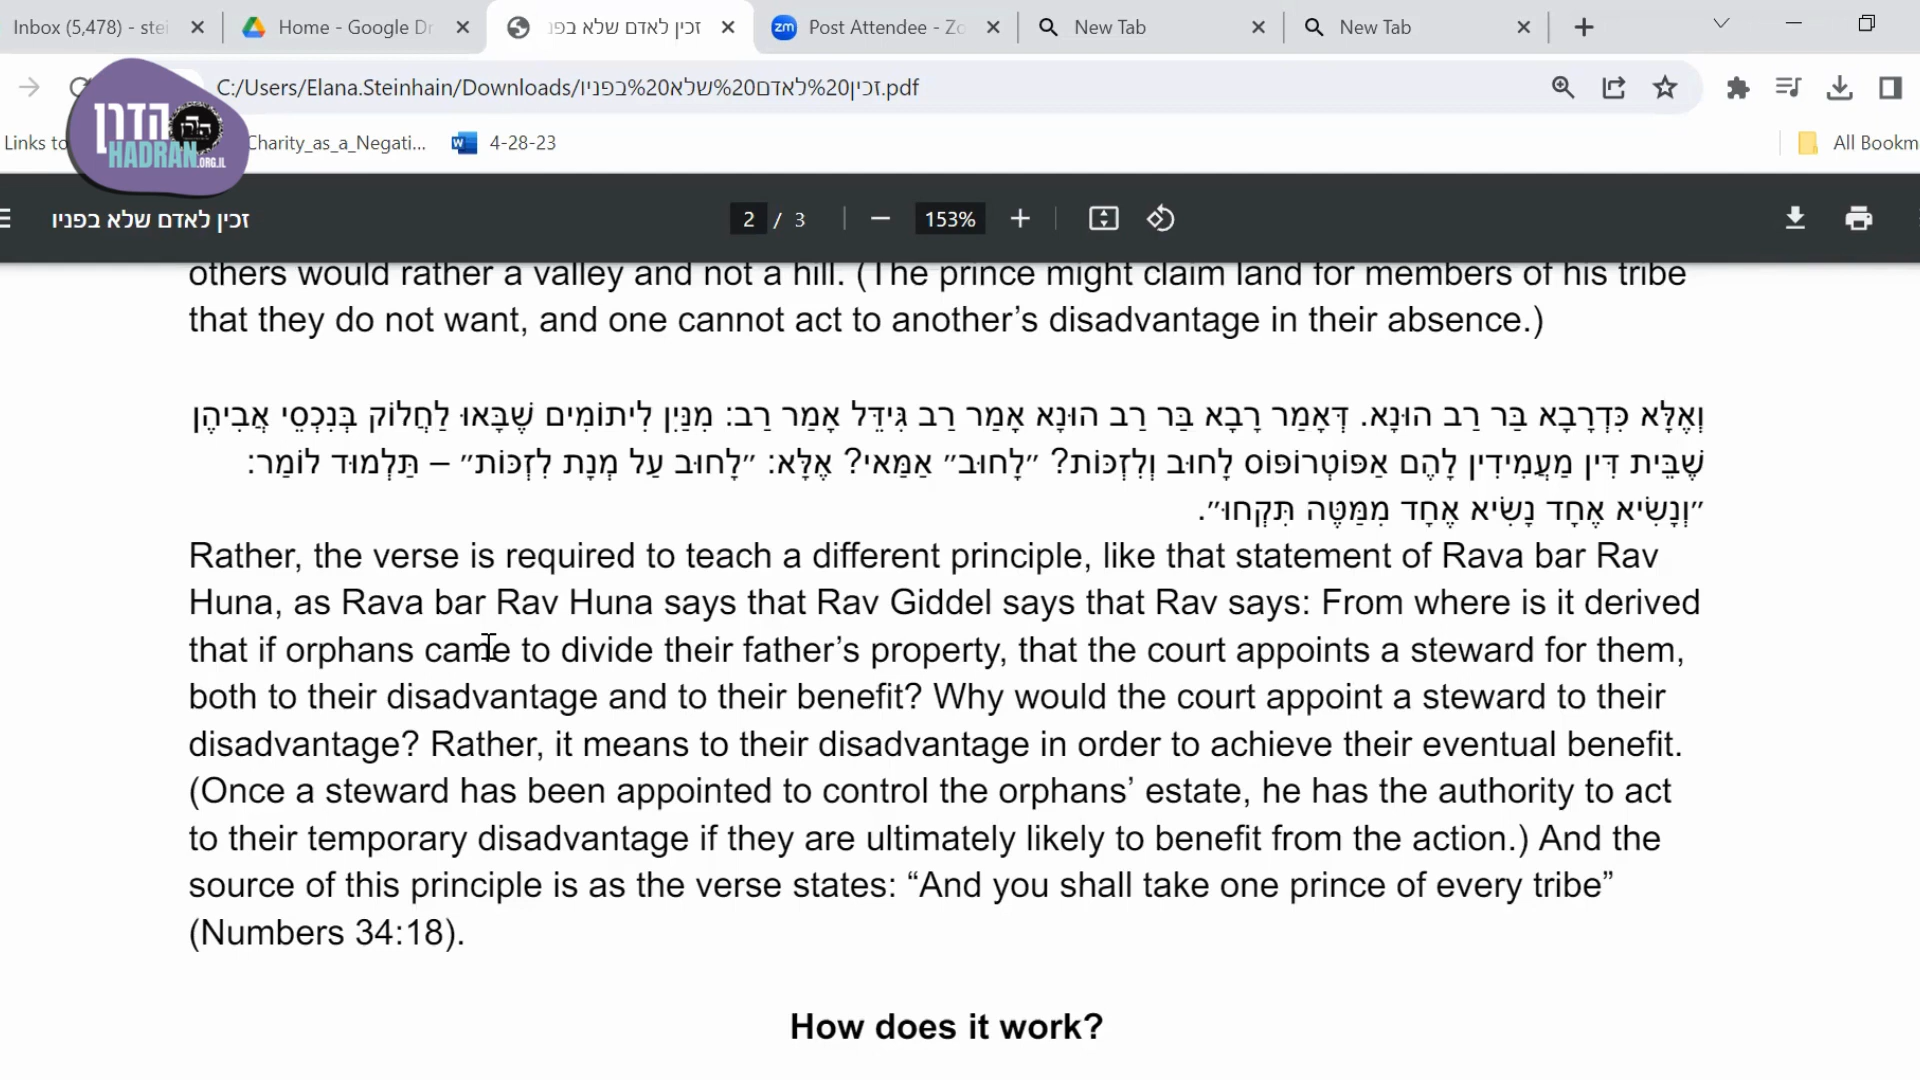 Inbox (5,478) - stei
Home - Google Dr
זכין לאדם שלא בפנ
zm
Post Attendee - Zo
New Tab
New Tab
C:/Users/Elana.Steinhain/Downloads/זכין%20לאדם%20שלא%20בפניו.pdf
הדרן
HADRAN.ORG.IL
Links to
Charity_as_a_Negati...
4-28-23
All Bookm
זכין לאדם שלא בפניו
2 / 3
153%
others would rather a valley and not a hill. (The prince might claim land for members of his tribe
that they do not want, and one cannot act to another’s disadvantage in their absence.)
וְאֶלָּא כִּדְרָבָא בַּר רַב הוּנָא. דְּאָמַר רָבָא בַּר רַב הוּנָא אָמַר רַב גִּידֵּל אָמַר רַב: מִנַּיִן לִיתוֹמִים שֶׁבָּאוּ לַחֲלוֹק בְּנִכְסֵי אֲבִיהֶן
שֶׁבֵּית דִּין מַעֲמִידִין לָהֶם אַפּוֹטְרוֹפּוֹס לָחוּב וְלִזְכּוֹת? ״לָחוּב״ אַמַּאי? אֶלָּא: ״לָחוּב עַל מְנָת לִזְכּוֹת״ – תַּלְמוּד לוֹמַר:
״וְנָשִׂיא אֶחָד נָשִׂיא אֶחָד מִמַּטֶּה תִּקְחוּ״.
Rather, the verse is required to teach a different principle, like that statement of Rava bar Rav
Huna, as Rava bar Rav Huna says that Rav Giddel says that Rav says: From where is it derived
that if orphans came to divide their father’s property, that the court appoints a steward for them,
both to their disadvantage and to their benefit? Why would the court appoint a steward to their
disadvantage? Rather, it means to their disadvantage in order to achieve their eventual benefit.
(Once a steward has been appointed to control the orphans’ estate, he has the authority to act
to their temporary disadvantage if they are ultimately likely to benefit from the action.) And the
source of this principle is as the verse states: “And you shall take one prince of every tribe”
(Numbers 34:18).
How does it work?